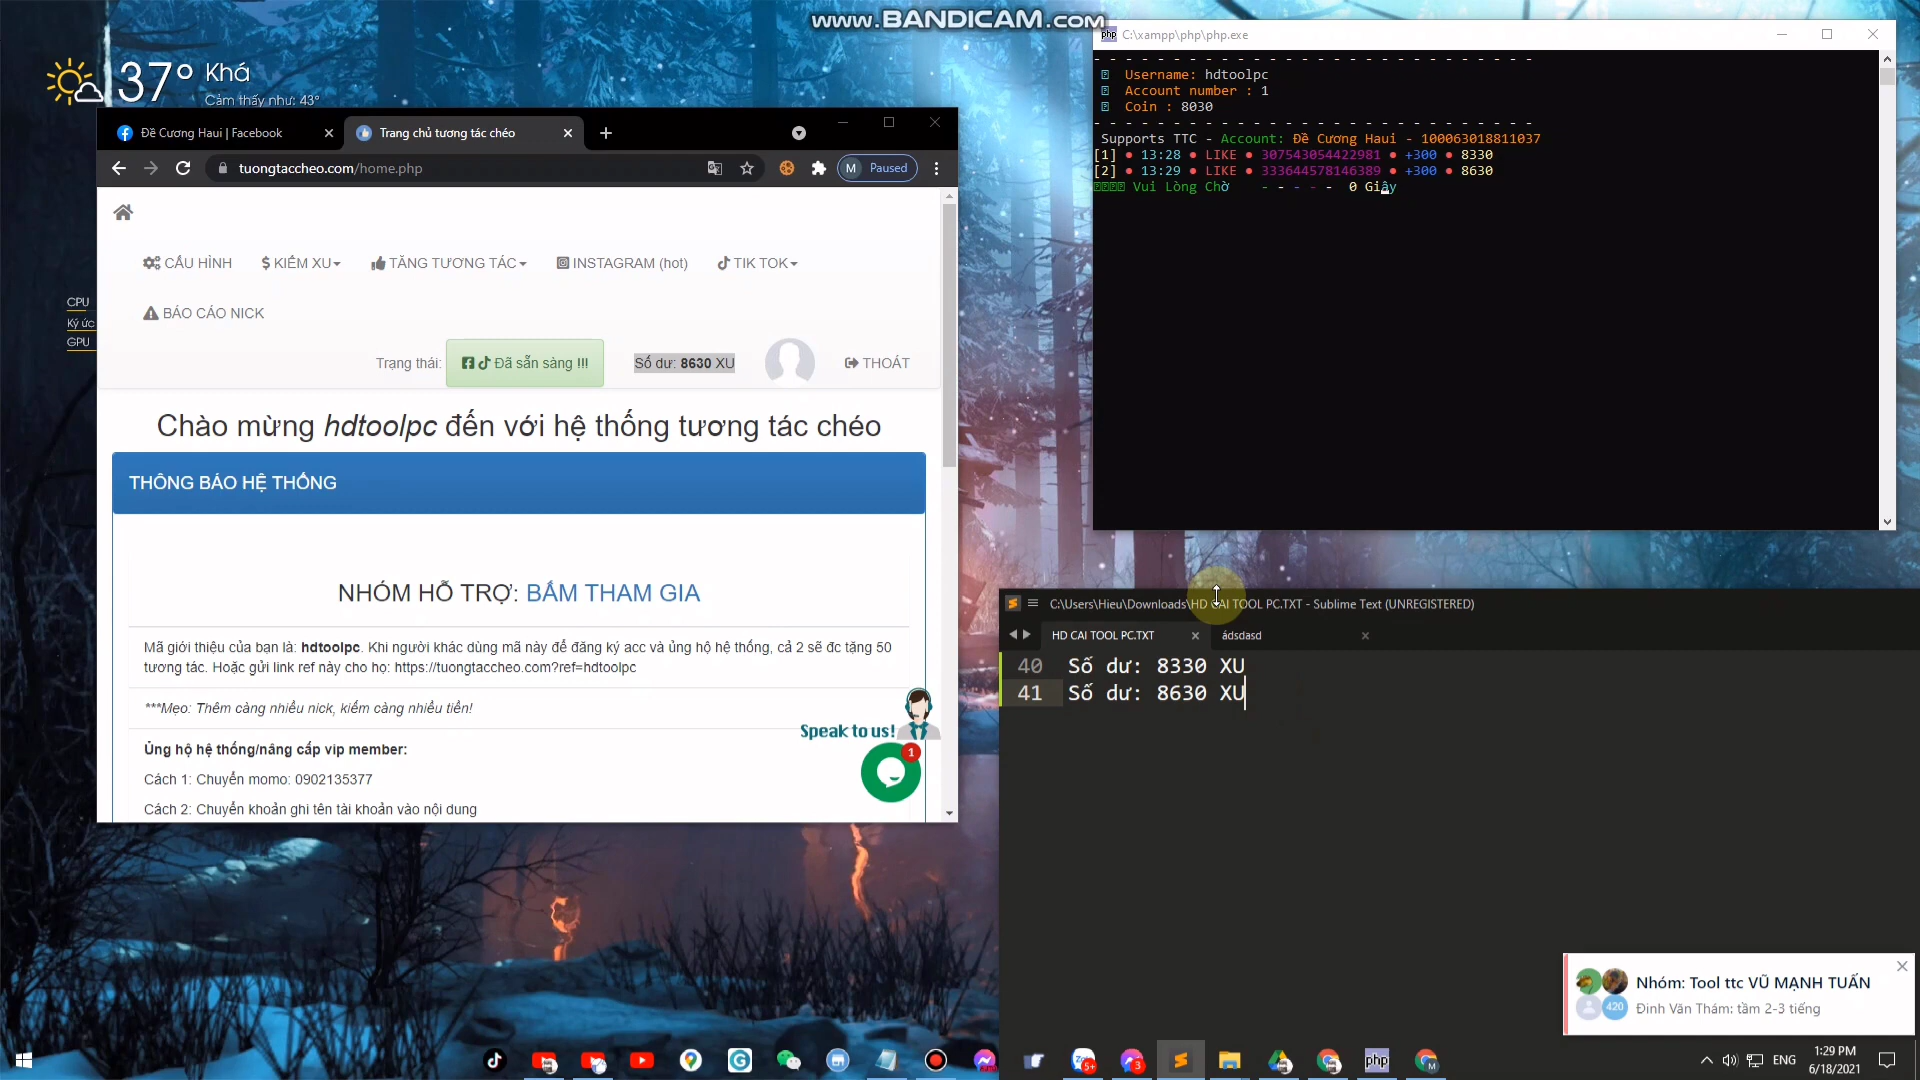 www.BANDICAM.com
37° Khá
Cảm thấy như: 43°
CPU
Ký ức
GPU
Đề Cương Haui | Facebook
Trang chủ tương tác chéo
tuongtaccheo.com/home.php
M Paused
CẤU HÌNH
KIẾM XU
TĂNG TƯƠNG TÁC
INSTAGRAM (hot)
TIK TOK
BÁO CÁO NICK
Trạng thái:
Đã sẵn sàng !!!
Số dư: 8630 XU
THOÁT
Chào mừng hdtoolpc đến với hệ thống tương tác chéo
THÔNG BÁO HỆ THỐNG
NHÓM HỖ TRỢ: BẤM THAM GIA
Mã giới thiệu của bạn là: hdtoolpc. Khi người khác dùng mã này để đăng ký acc và ủng hộ hệ thống, cả 2 sẽ đc tặng 50
tương tác. Hoặc gửi link ref này cho họ: https://tuongtaccheo.com?ref=hdtoolpc
***Mẹo: Thêm càng nhiều nick, kiếm càng nhiều tiền!
Ủng hộ hệ thống/nâng cấp vip member:
Cách 1: Chuyển momo: 0902135377
Cách 2: Chuyển khoản ghi tên tài khoản vào nội dung
Speak to us!
1
php C:\xampp\php\php.exe
- - - - - - - - - - - - - - - - - - - - - - - - - - - -
Username: hdtoolpc
Account number : 1
Coin : 8030
- - - - - - - - - - - - - - - - - - - - - - - - - - - -
Supports TTC - Account: Đề Cương Haui - 100063018811037
[1] ● 13:28 ● LIKE ● 307543054422981 ● +300 ● 8330
[2] ● 13:29 ● LIKE ● 333644578146389 ● +300 ● 8630
Vui Lòng Chờ - - - - - 0 Giây
C:\Users\Hieu\Downloads\HD CAI TOOL PC.TXT - Sublime Text (UNREGISTERED)
HD CAI TOOL PC.TXT
ádsdasd
40 Số dư: 8330 XU
41 Số dư: 8630 XU
Nhóm: Tool ttc VŨ MẠNH TUẤN
420
Đinh Văn Thám: tầm 2-3 tiếng
Zalo
5+
3
php
M
ENG
1:29 PM
6/18/2021